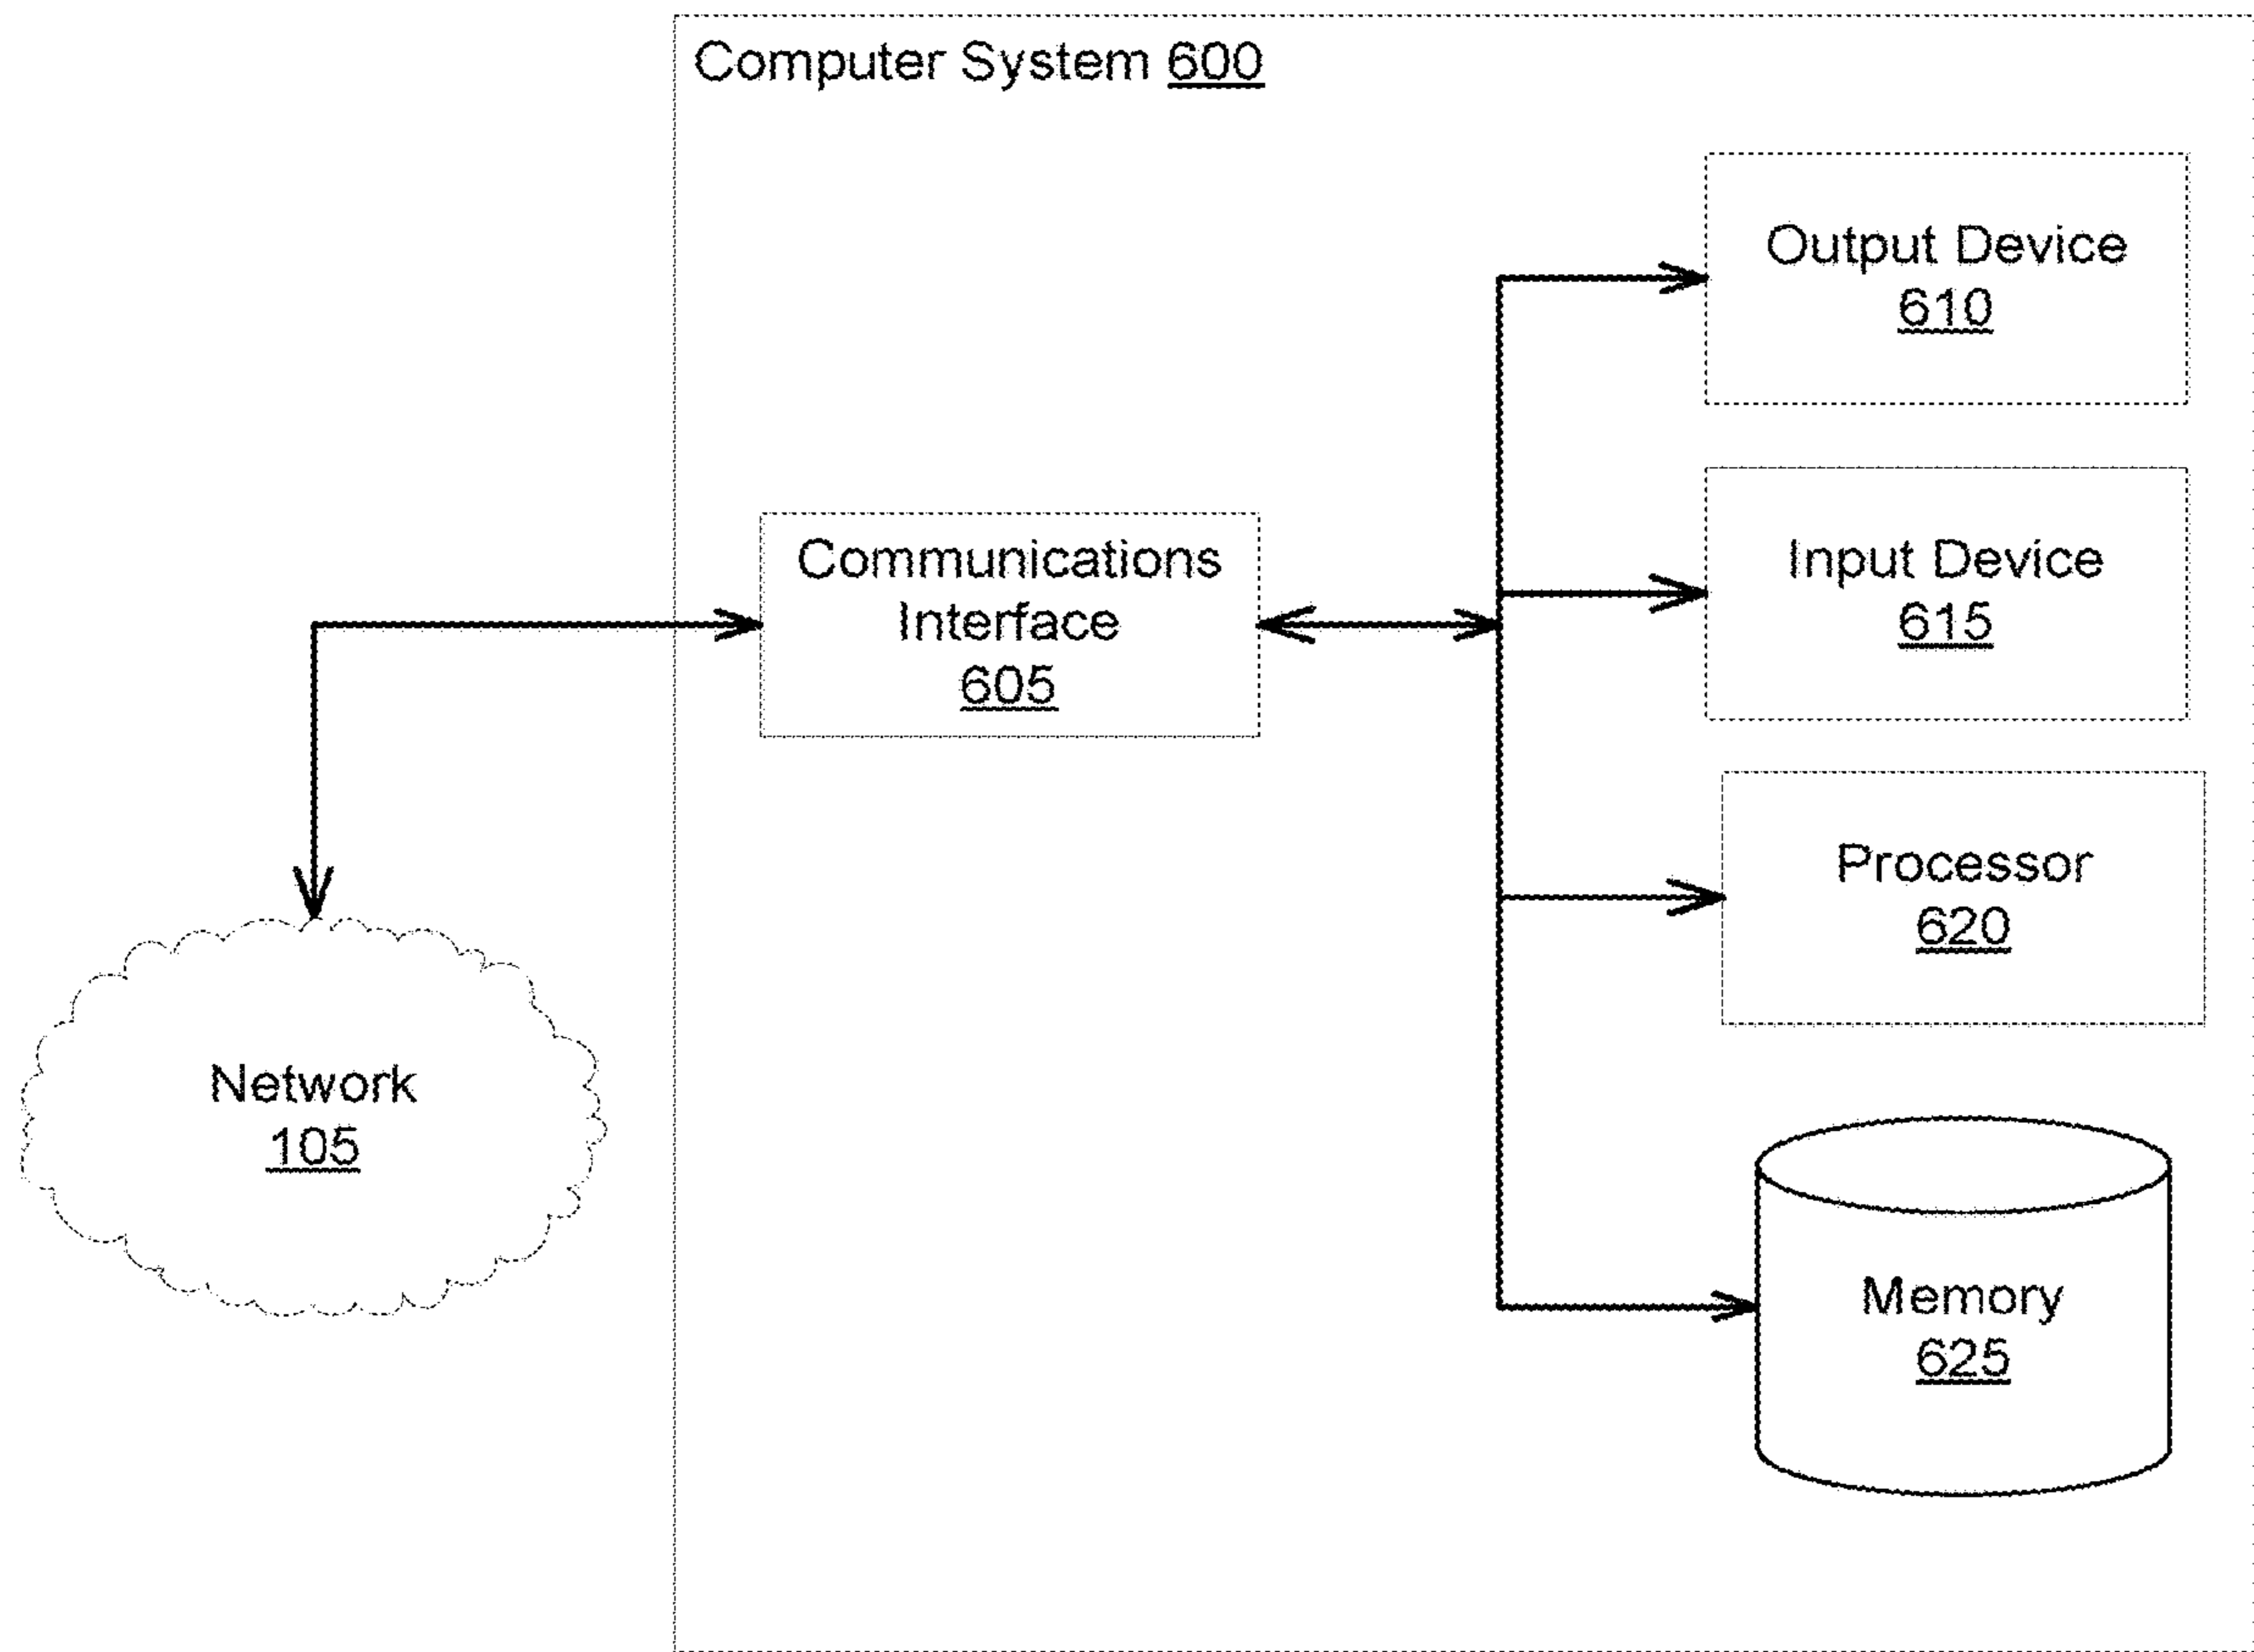 Computer System 600
Output Device
610
Input Device
615
Communications
Interface
605
Processor
620
Network
105
Memory
625